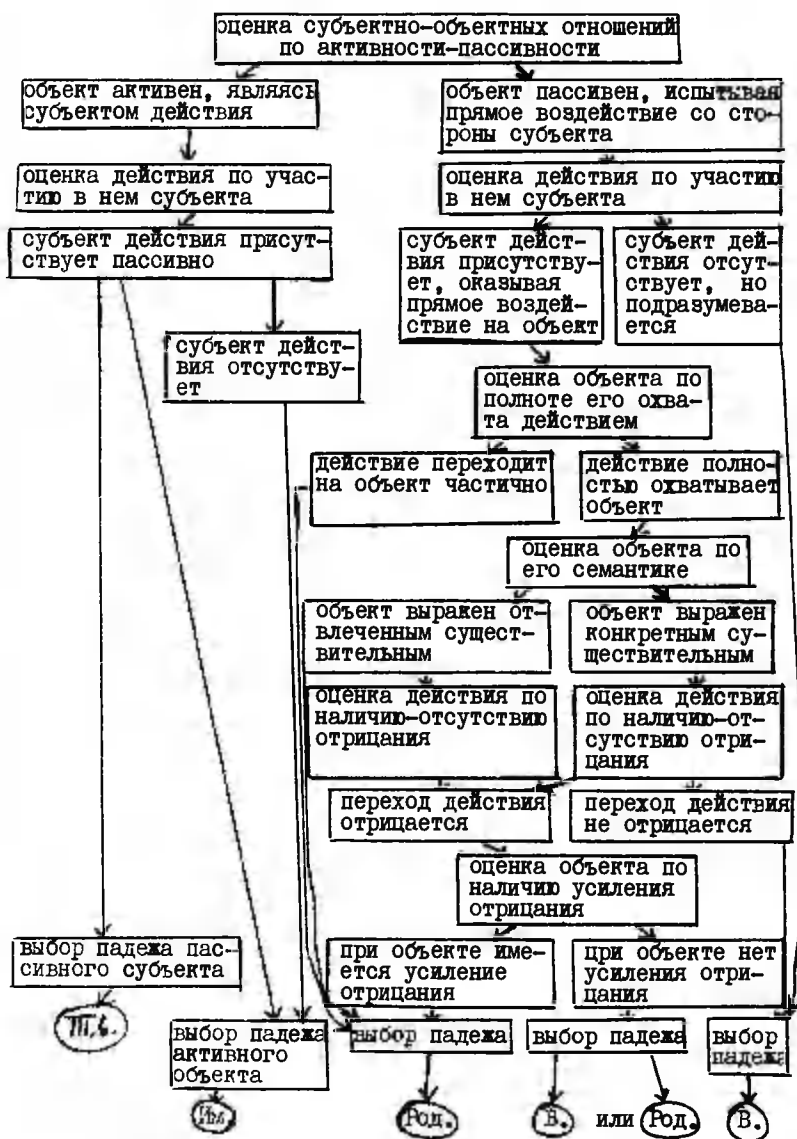 оценка субъектно-объектных отношений
по активности-пассивности
объект активен, являясь
субъектом действия
объект пассивен, испытывая
прямое воздействие со сто-
роны субъекта
оценка действия по учас-
тию в нем субъекта
оценка действия по участию
в нем субъекта
субъект действия присут-
ствует пассивно
субъект дейст-
вия присутству-
ет, оказывая
прямое воздей-
ствие на объект
субъект дей-
ствия отсут-
ствует, но
подразумева-
ется
субъект дейст-
вия отсутству-
ет
оценка объекта по
полноте его охва-
та действием
действие переходит
на объект частично
действие полно-
стью охватывает
объект
оценка объекта по
его семантике
объект выражен от-
влеченным сущест-
вительным
объект выражен
конкретным су-
ществительным
оценка действия по
наличию-отсутствию
отрицания
оценка действия
по наличию-от-
сутствию отри-
цания
переход действия
отрицается
переход действия
не отрицается
оценка объекта по
наличию усиления
отрицания
выбор падежа пас-
сивного субъекта
при объекте име-
ется усиление
отрицания
при объекте нет
усиления отри-
цания
Тв.
выбор падежа
активного
объекта
выбор падежа
выбор падежа
выбор
падежа
Им.
Род.
В. или Род.
В.